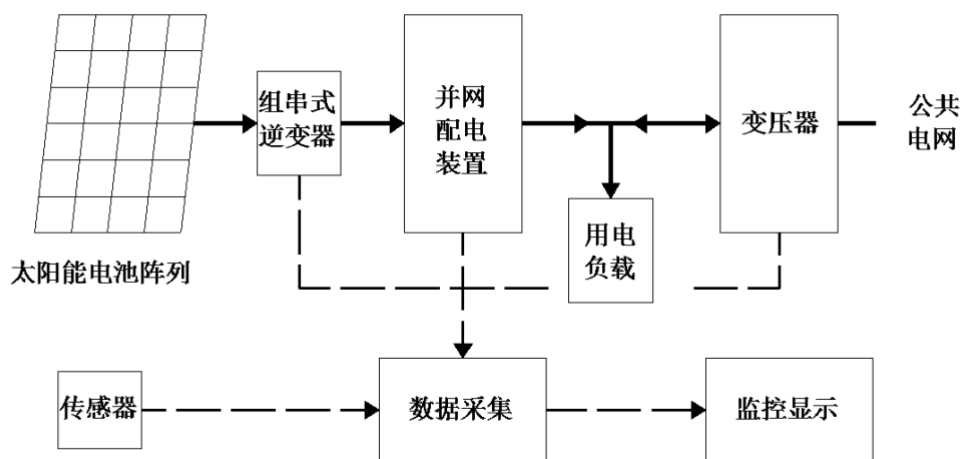 组串式
逆变器
并网
配电
装置
变压器
公共
电网
用电
负载
太阳能电池阵列
传感器
数据采集
监控显示